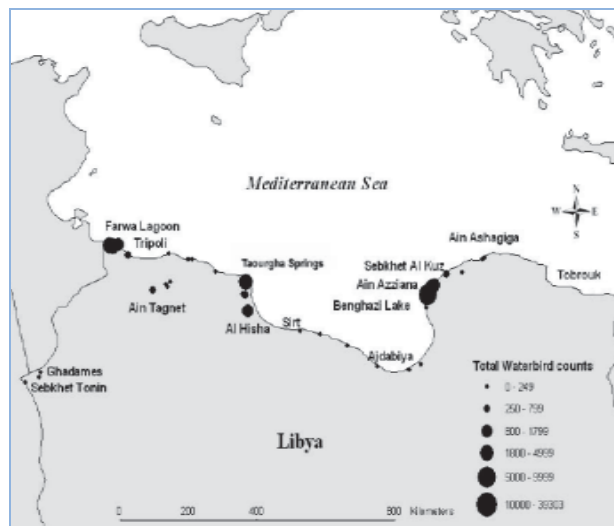 Mediterranean Sea
N
W E
S
Farwa Lagoon
Tripoli
Taourgha Springs
Ain Ashagiga
Sebkhet Al Kuz
Tobrouk
Ain Azziana
Benghazi Lake
Ain Tagnet
Al Hisha
Sirt
Ajdabiya
Ghadames
Sebkhet Tonin
Libya
Total Waterbird counts
0 - 249
250 - 799
800 - 1799
1800 - 4999
5000 - 9999
10000 - 39303
0 200 400 800 Kilometers